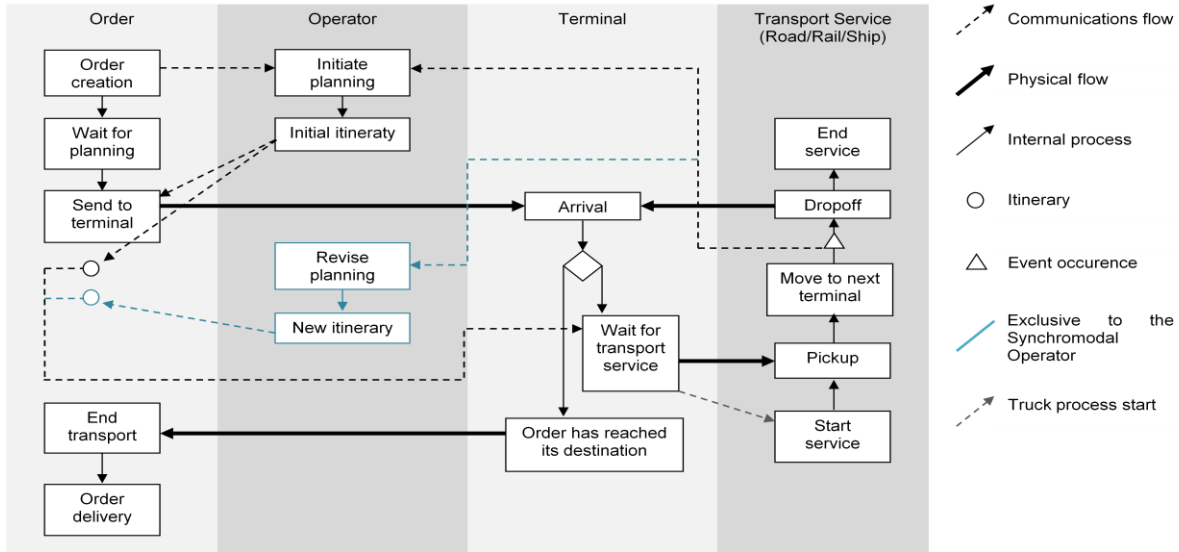 Order
Operator
Terminal
Transport Service
(Road/Rail/Ship)
Order
creation
Wait for
planning
Send to
terminal
End
transport
Order
delivery
Initiate
planning
Initial itineraty
Revise
planning
New itinerary
Arrival
Wait for
transport
service
Order has reached
its destination
End
service
Dropoff
Move to next
terminal
Pickup
Start
service
Communications flow
Physical flow
Internal process
Itinerary
Event occurence
Exclusive to the
Synchromodal
Operator
Truck process start